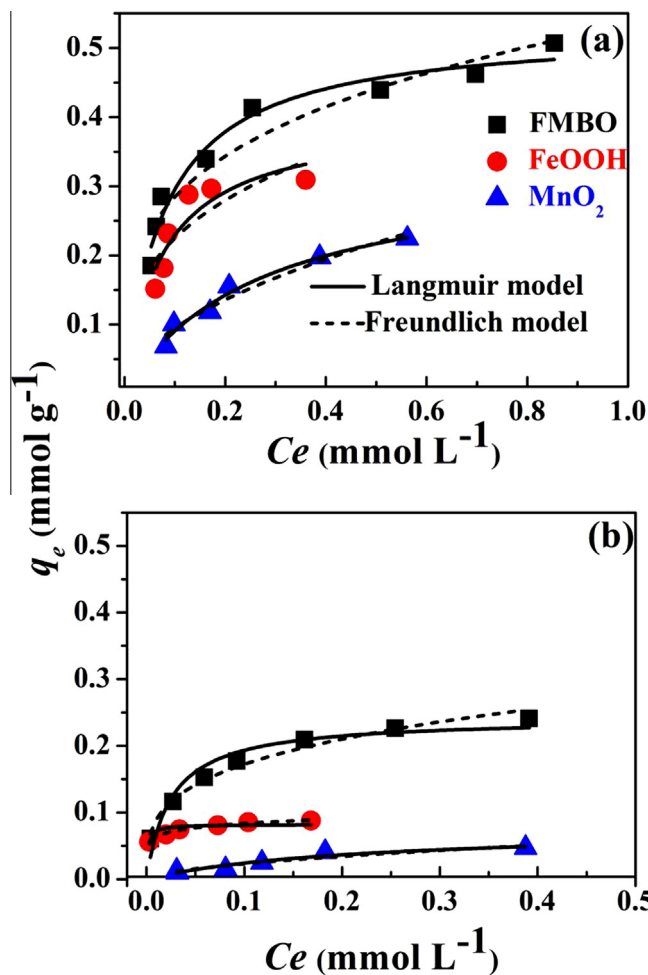 (a)
0.5
0.4
0.3
0.2
0.1
FMBO
FeOOH
MnO₂
Langmuir model
Freundlich model
0.0 0.2 0.4 0.6 0.8 1.0
Ce (mmol L⁻¹)
qₑ (mmol g⁻¹)
(b)
0.5
0.4
0.3
0.2
0.1
0.0
0.0 0.1 0.2 0.3 0.4 0.5
Ce (mmol L⁻¹)